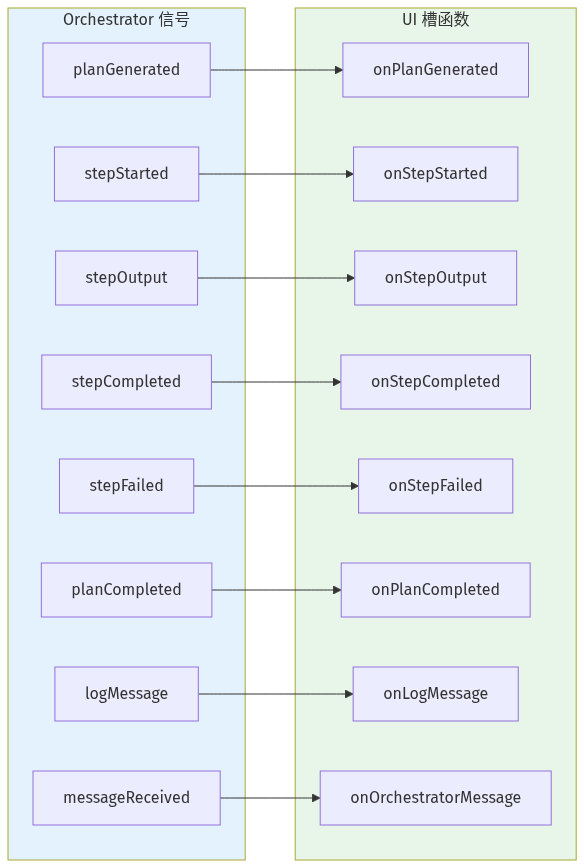 Orchestrator 信号
UI 槽函数
planGenerated
onPlanGenerated
stepStarted
onStepStarted
stepOutput
onStepOutput
stepCompleted
onStepCompleted
stepFailed
onStepFailed
planCompleted
onPlanCompleted
logMessage
onLogMessage
messageReceived
onOrchestratorMessage